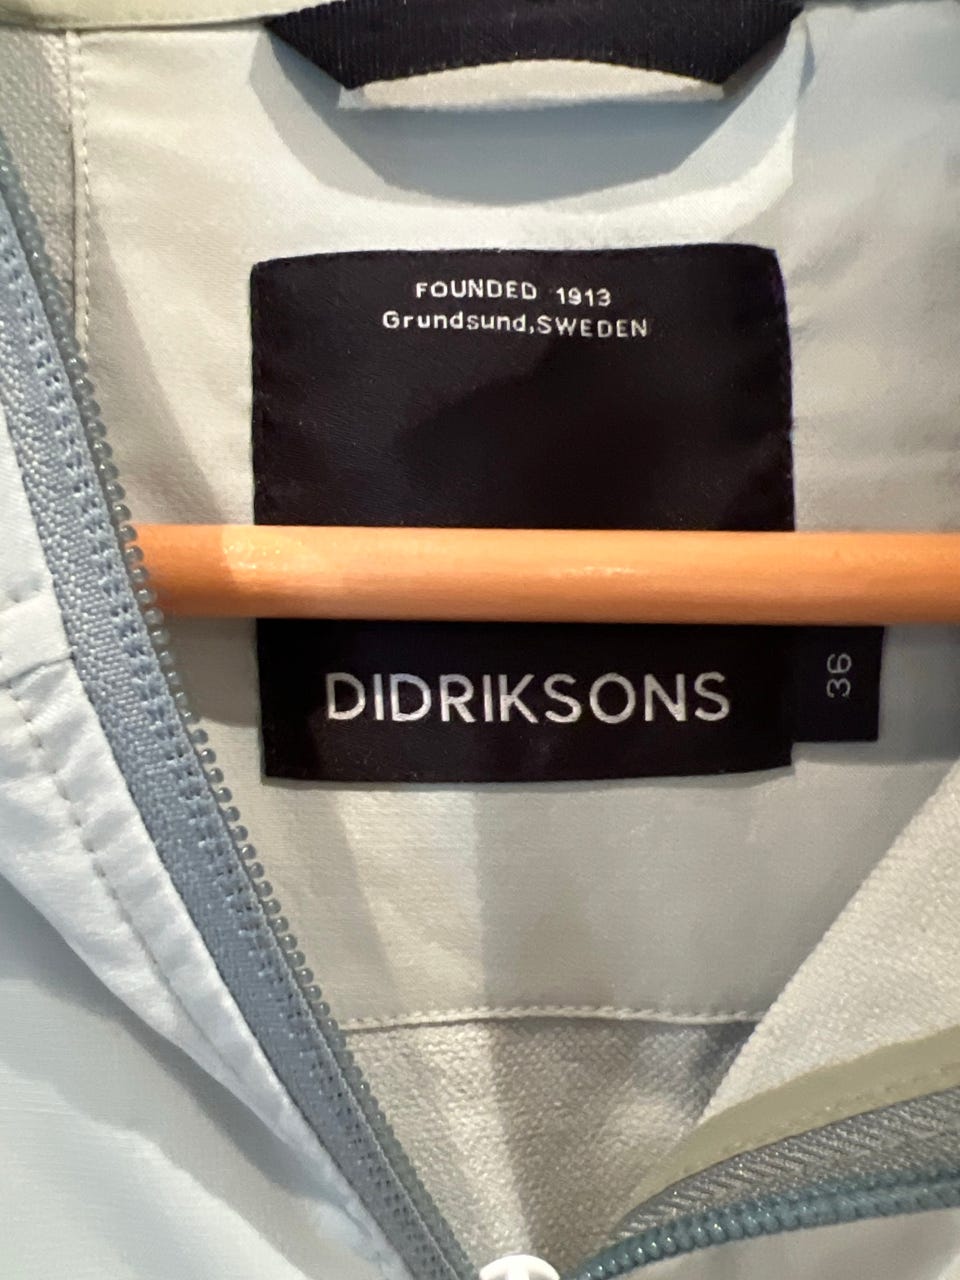 FOUNDED 1913
Grundsund,SWEDEN
DIDRIKSONS
36